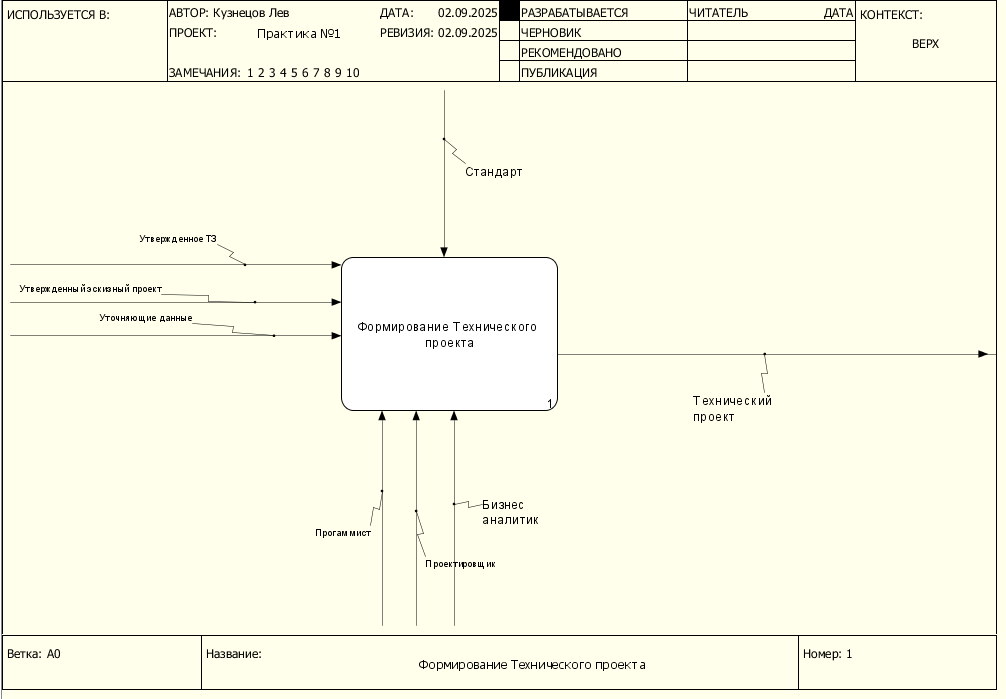 ИСПОЛЬЗУЕТСЯ В:
АВТОР: Кузнецов Лев
ДАТА: 02.09.2025
ПРОЕКТ: Практика №1
РЕВИЗИЯ: 02.09.2025
ЗАМЕЧАНИЯ: 1 2 3 4 5 6 7 8 9 10
РАЗРАБАТЫВАЕТСЯ
ЧЕРНОВИК
РЕКОМЕНДОВАНО
ПУБЛИКАЦИЯ
ЧИТАТЕЛЬ
ДАТА
КОНТЕКСТ:
ВЕРХ
Стандарт
Утвержденное ТЗ
Утвержденный эскизный проект
Уточняющие данные
Формирование Технического
проекта
1
Технический
проект
Бизнес
аналитик
Прогаммист
Проектировщик
Ветка: A0
Название:
Формирование Технического проекта
Номер: 1